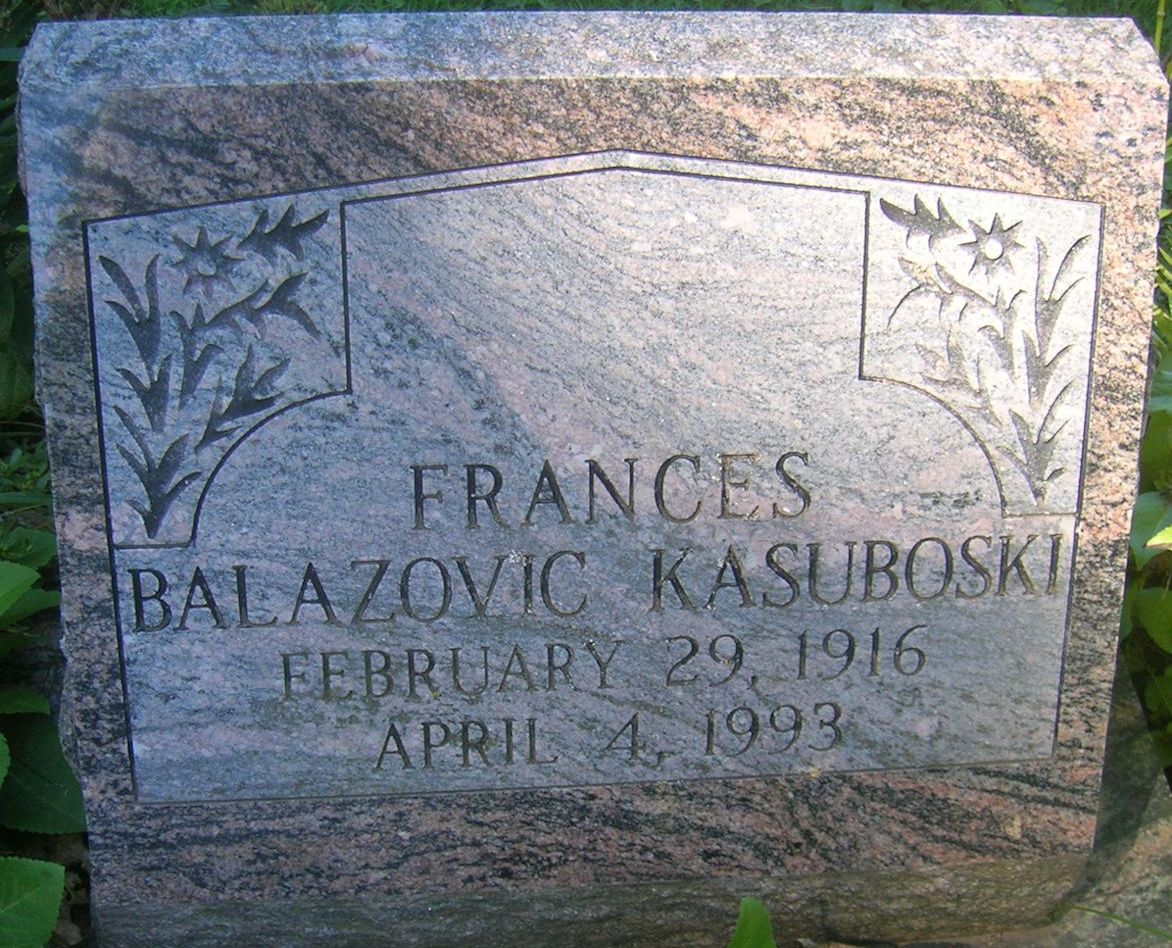 FRANCES
BALAZOVIC KASUBOSKI
FEBRUARY 29, 1916
APRIL 4, 1993